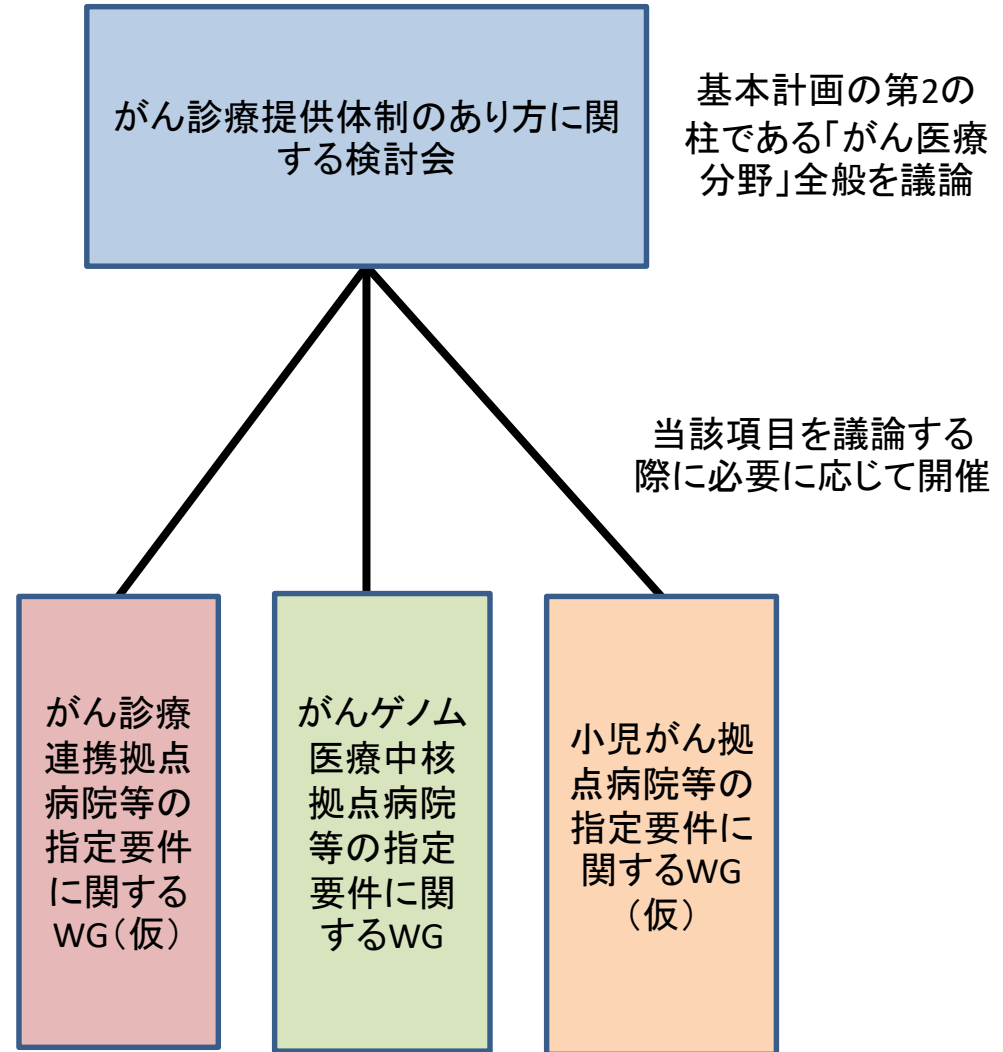 がん診療提供体制のあり方に関
する検討会
基本計画の第2の
柱である「がん医療
分野」全般を議論
当該項目を議論する
際に必要に応じて開催
がん診療
連携拠点
病院等の
指定要件
に関する
WG(仮)
がんゲノム
医療中核
拠点病院
等の指定
要件に関
するWG
小児がん拠
点病院等の
指定要件に
関するWG
(仮)